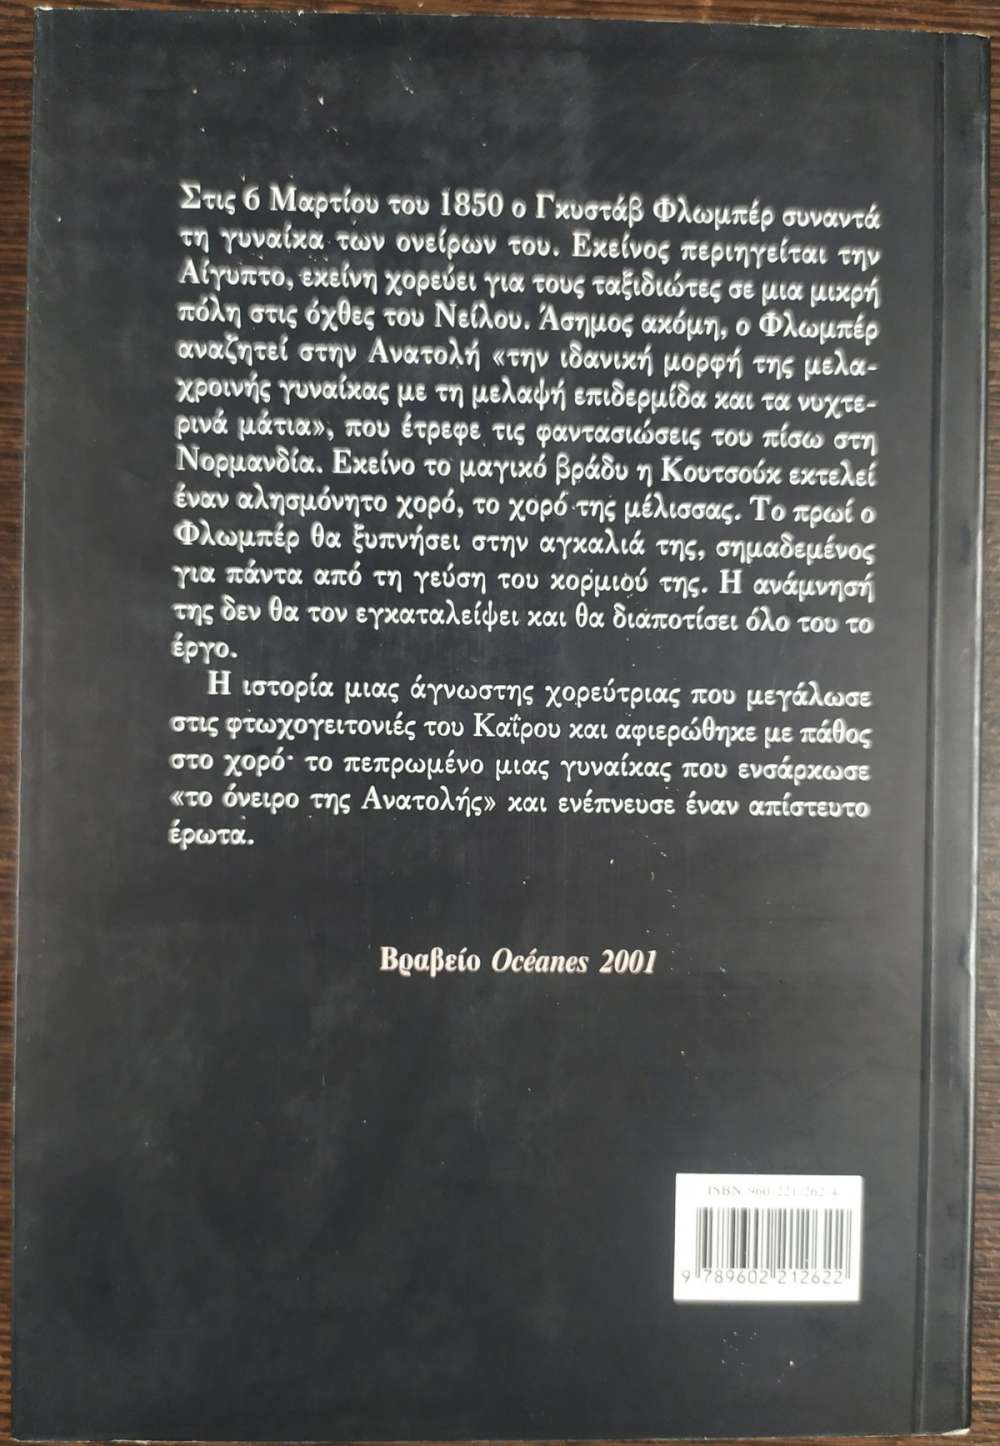 Στις 6 Μαρτίου του 1850 ο Γκυστάβ Φλωμπέρ συναντά
τη γυναίκα των ονείρων του. Εκείνος περιηγείται την
Αίγυπτο, εκείνη χορεύει για τους ταξιδιώτες σε μια μικρή
πόλη στις όχθες του Νείλου. Άσημος ακόμη, ο Φλωμπέρ
αναζητεί στην Ανατολή «την ιδανική μορφή της μελα-
χροινής γυναίκας με τη μελαψή επιδερμίδα και τα νυχτε-
ρινά μάτια», που έτρεφε τις φαντασιώσεις του πίσω στη
Νορμανδία. Εκείνο το μαγικό βράδυ η Κουτσούκ εκτελεί
έναν αλησμόνητο χορό, το χορό της μέλισσας. Το πρωί ο
Φλωμπέρ θα ξυπνήσει στην αγκαλιά της, σημαδεμένος
για πάντα από τη γεύση του κορμιού της. Η ανάμνησή
της δεν θα τον εγκαταλείψει και θα διαποτίσει όλο του το
έργο.
Η ιστορία μιας άγνωστης χορεύτριας που μεγάλωσε
στις φτωχογειτονιές του Καΐρου και αφιερώθηκε με πάθος
στο χορό· το πεπρωμένο μιας γυναίκας που ενσάρκωσε
«το όνειρο της Ανατολής» και ενέπνευσε έναν απίστευτο
έρωτα.
Βραβείο Océanes 2001
ISBN 960-221-262-4
9 789602 212622